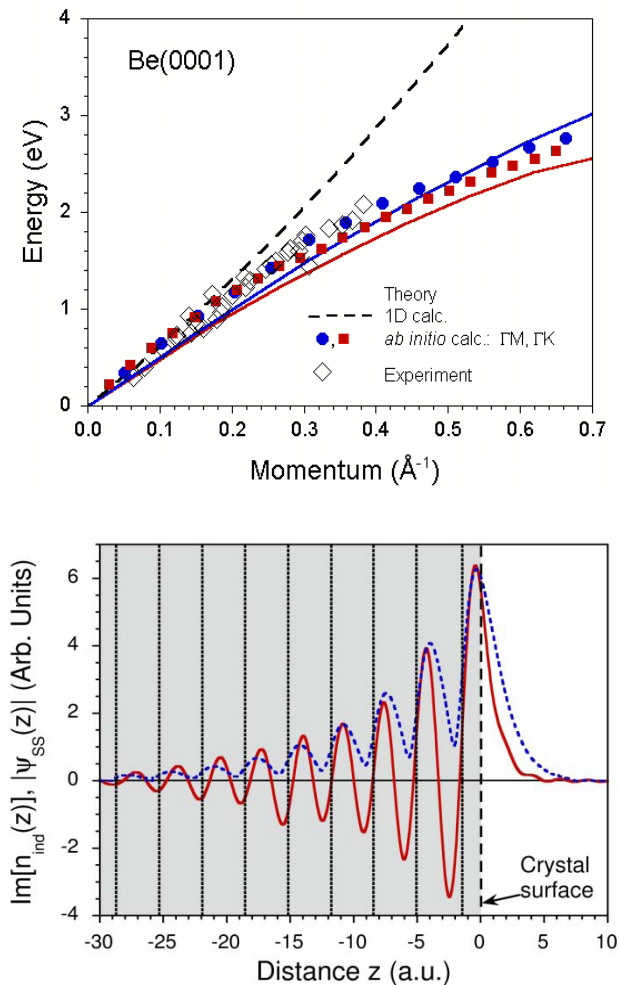 Be(0001)
Energy (eV)
4
3
2
1
0
Theory
1D calc.
, ab initio calc.: ΓM, ΓK
Experiment
0.0 0.1 0.2 0.3 0.4 0.5 0.6 0.7
Momentum (Å⁻¹)
Im[n_ind(z)], |ψ_SS(z)| (Arb. Units)
6
4
2
0
-2
-4
Crystal
surface
-30 -25 -20 -15 -10 -5 0 5 10
Distance z (a.u.)